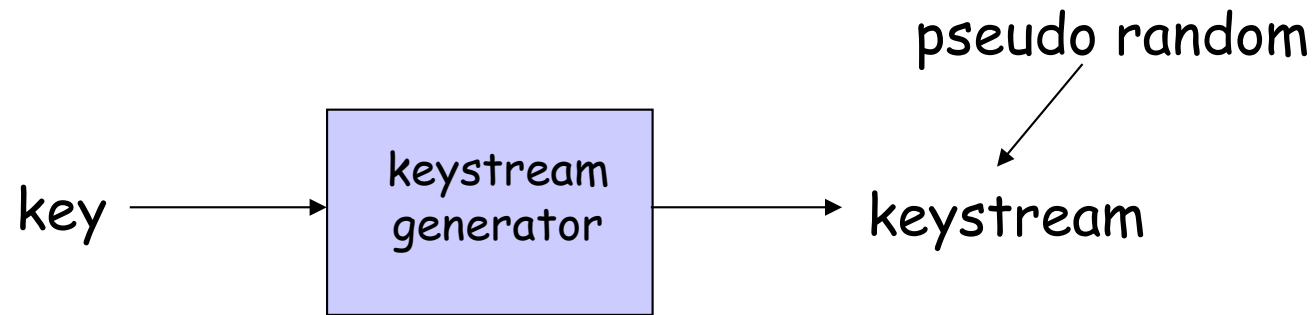 pseudo random
key
keystream
generator
keystream